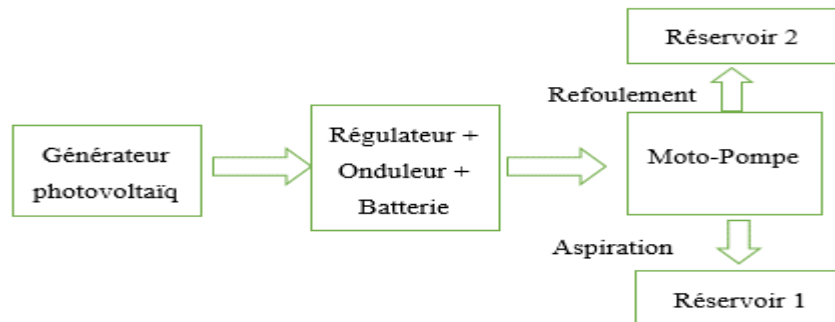 Générateur
photovoltaïq
Régulateur +
Onduleur +
Batterie
Réservoir 2
Refoulement
Moto-Pompe
Aspiration
Réservoir 1